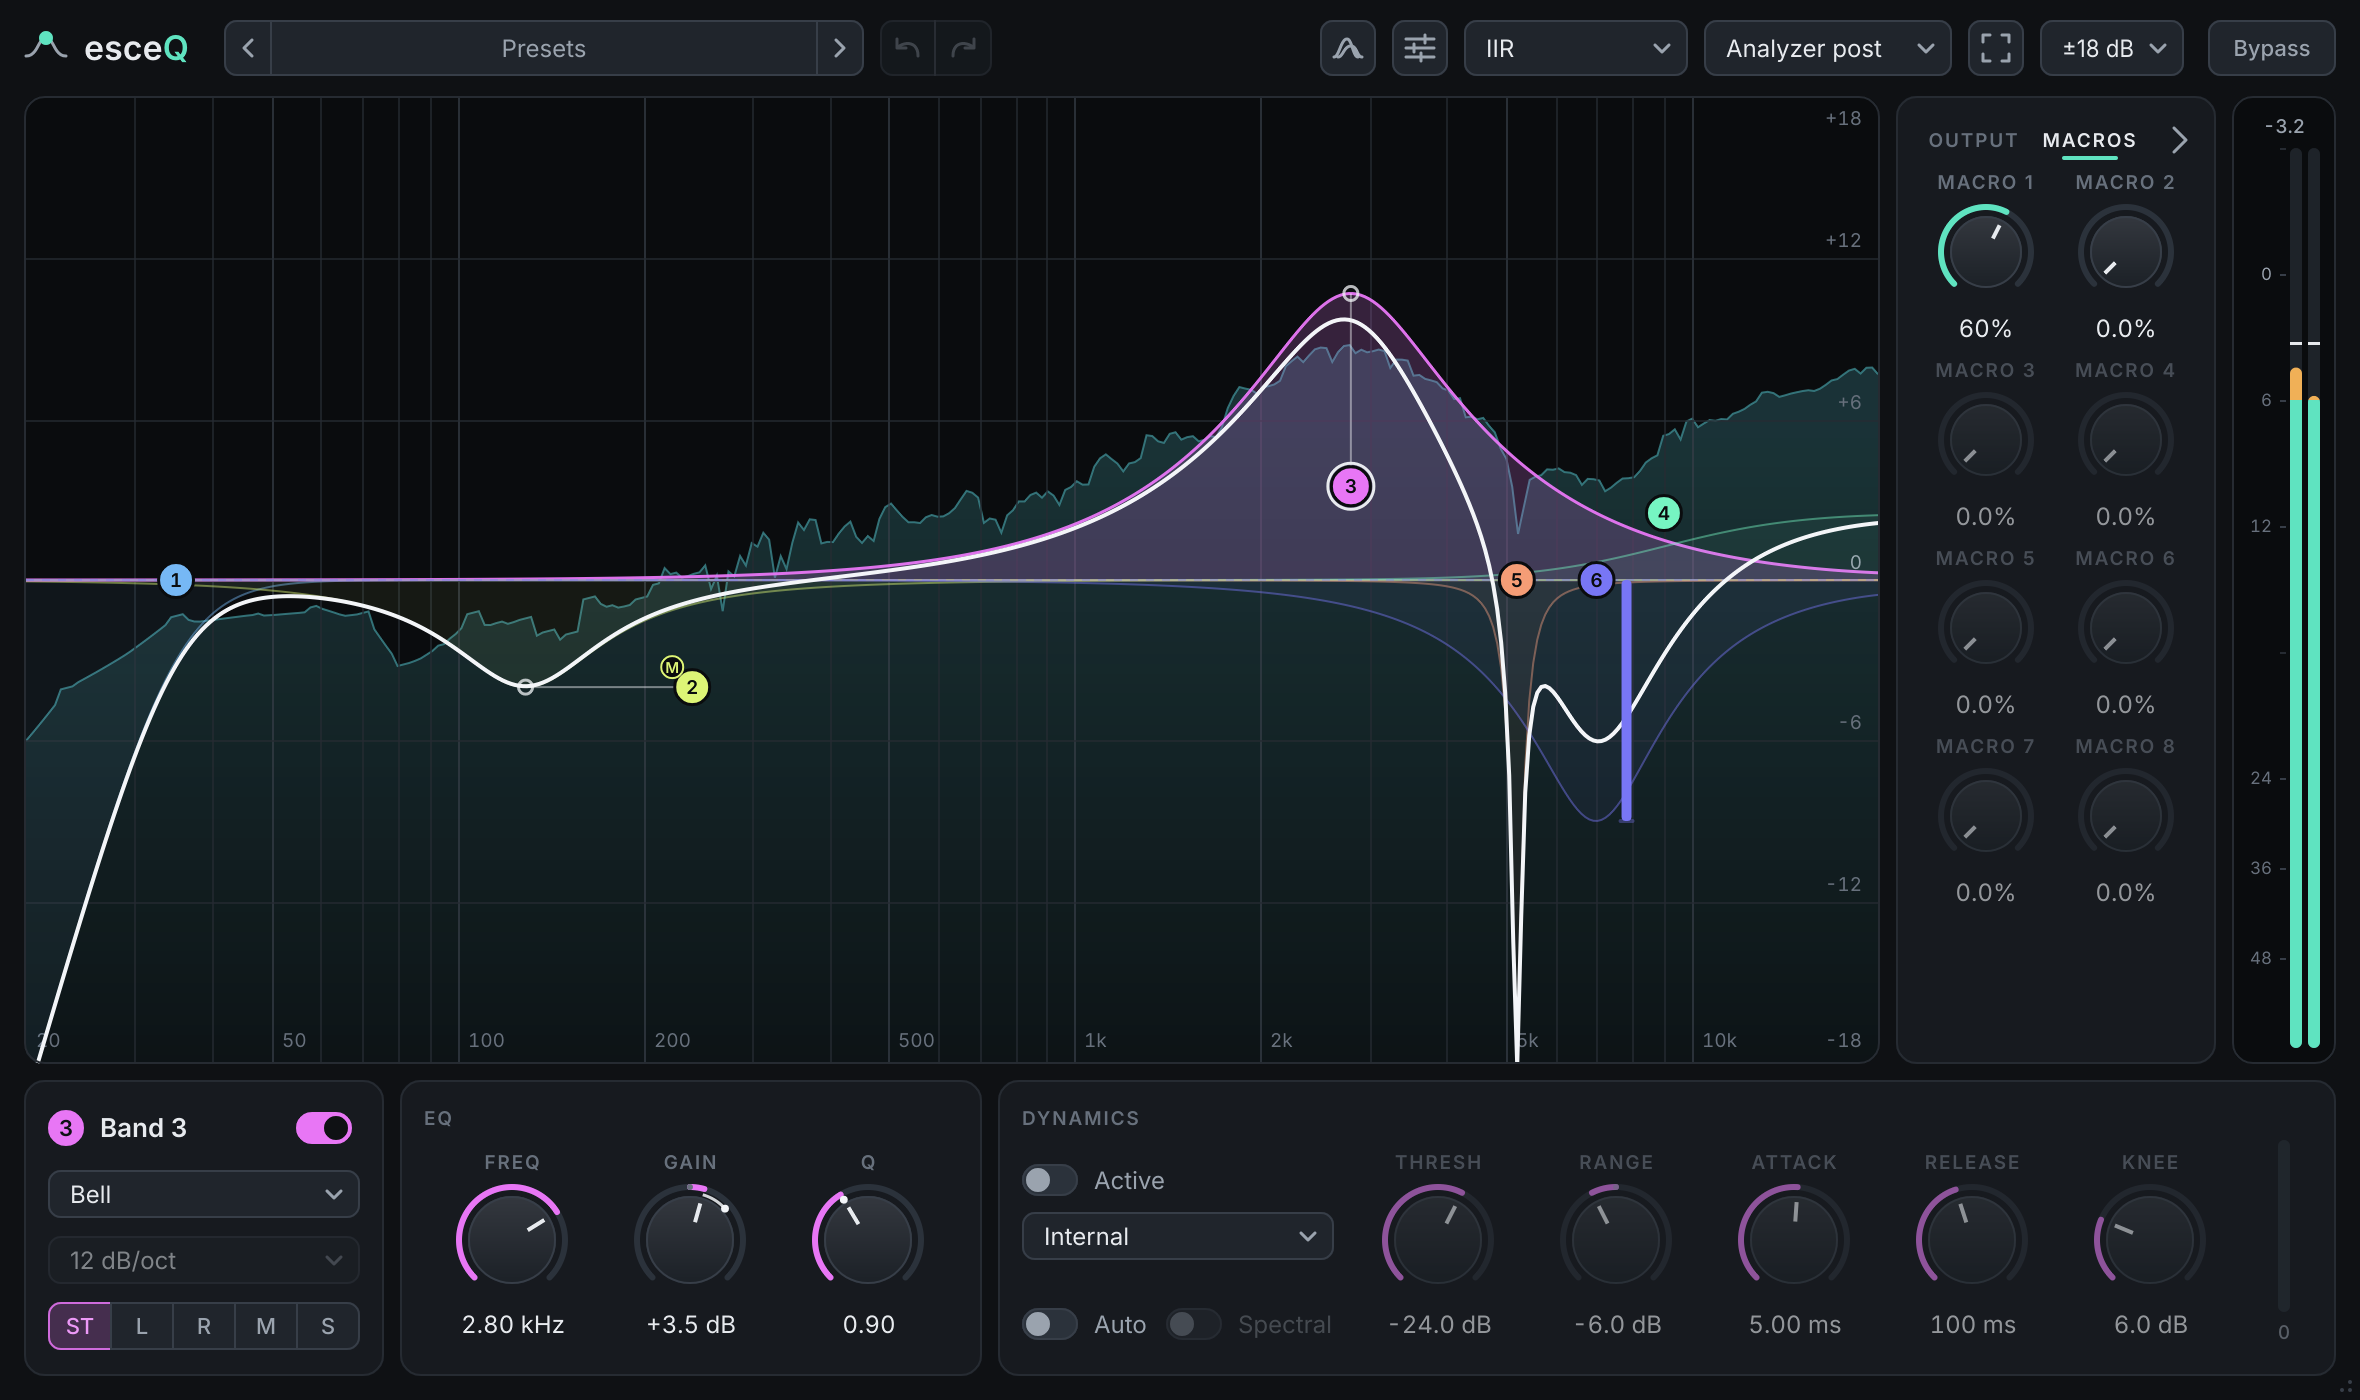 esceQ
Presets
IIR
Analyzer post
±18 dB
Bypass
+18
+12
+6
0
-6
-12
-18
1
2
M
3
4
5
6
20
50
100
200
500
1k
2k
5k
10k
OUTPUT MACROS
MACRO 1 MACRO 2
60% 0.0%
MACRO 3 MACRO 4
0.0% 0.0%
MACRO 5 MACRO 6
0.0% 0.0%
MACRO 7 MACRO 8
0.0% 0.0%
-3.2
0
6
12
24
36
48
3 Band 3
Bell
12 dB/oct
ST L R M S
EQ
FREQ GAIN Q
2.80 kHz +3.5 dB 0.90
DYNAMICS
Active
Internal
Auto Spectral
THRESH RANGE ATTACK RELEASE KNEE
-24.0 dB -6.0 dB 5.00 ms 100 ms 6.0 dB
0